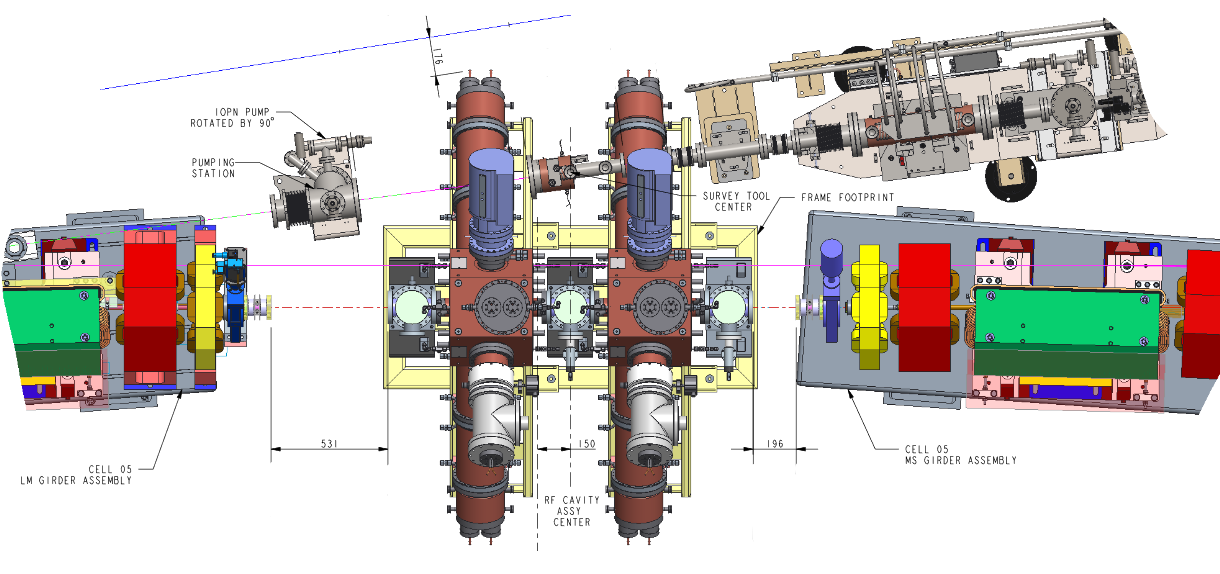 176
IOPN PUMP
ROTATED BY 90°
PUMPING
STATION
SURVEY TOOL
CENTER
FRAME FOOTPRINT
531
150
196
CELL 05
LM GIRDER ASSEMBLY
RF CAVITY
ASSY
CENTER
CELL 05
MS GIRDER ASSEMBLY